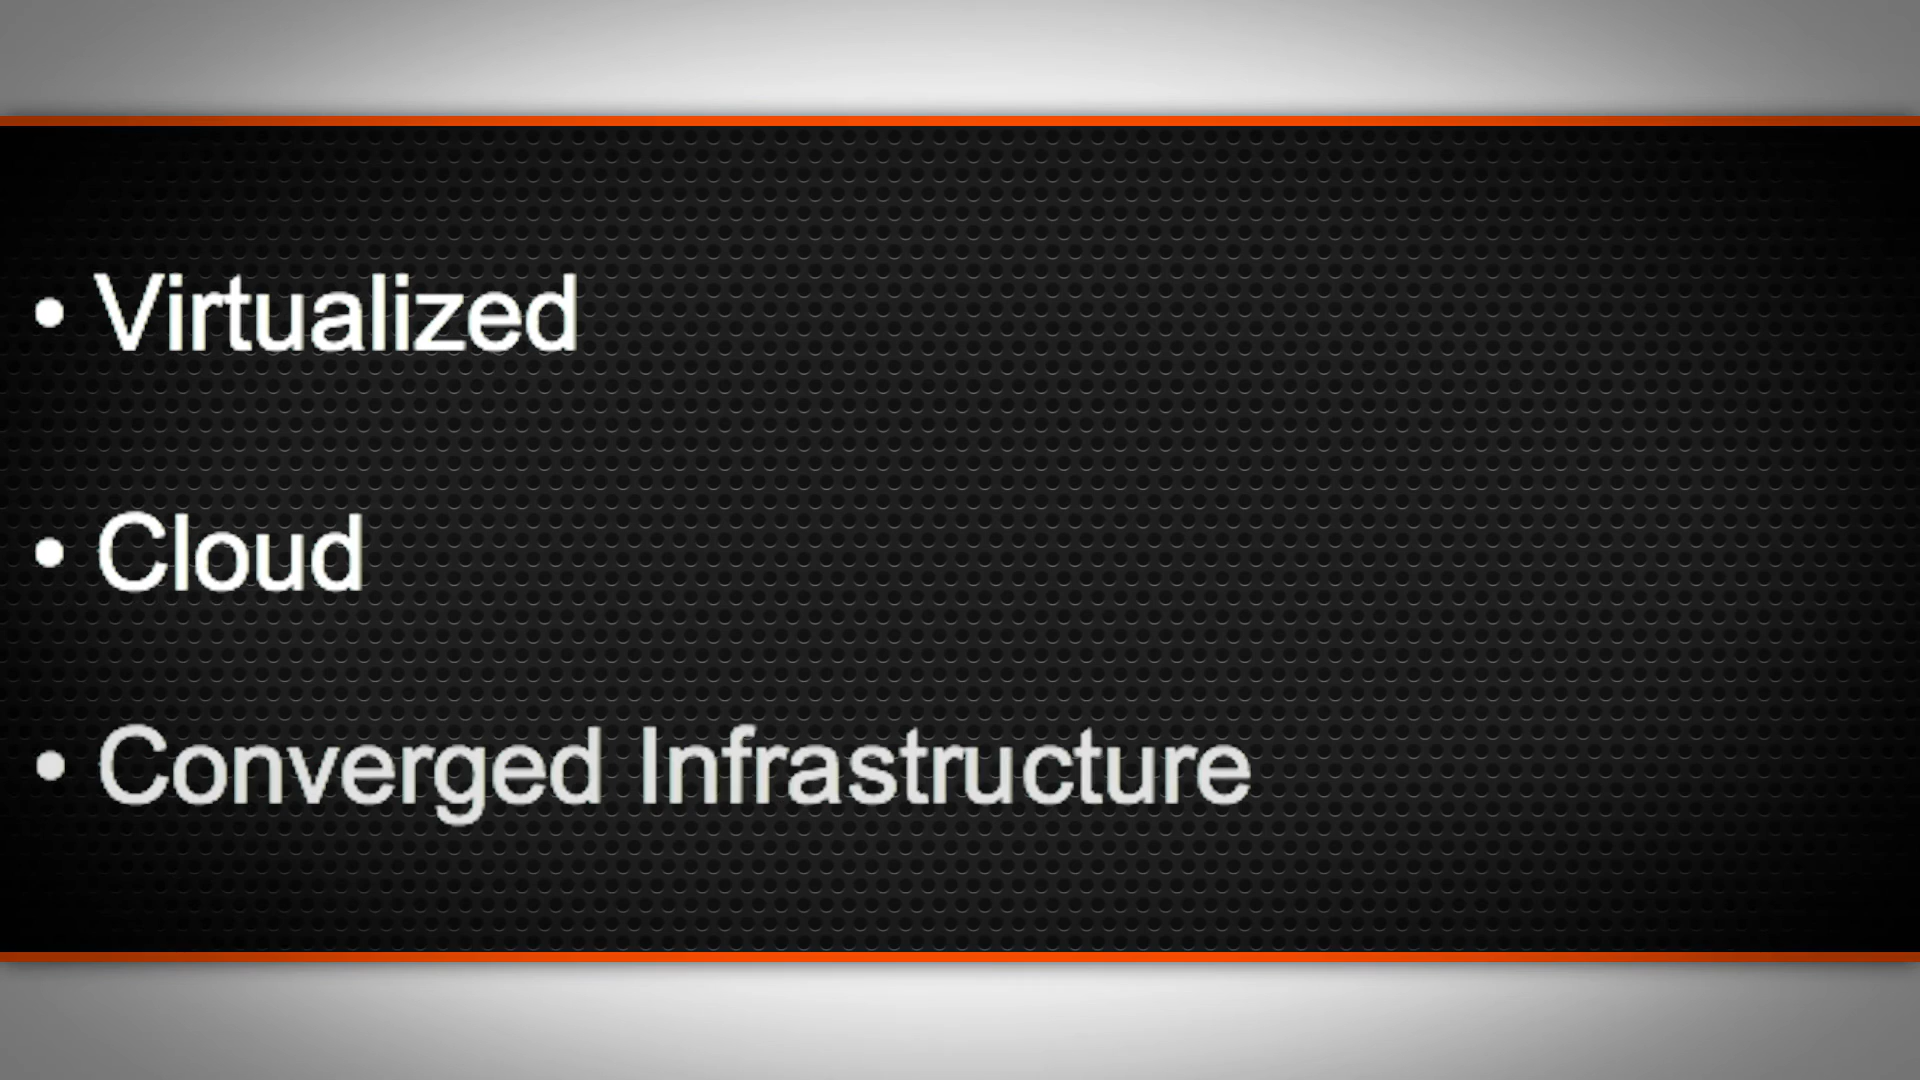 • Virtualized
• Cloud
• Converged Infrastructure